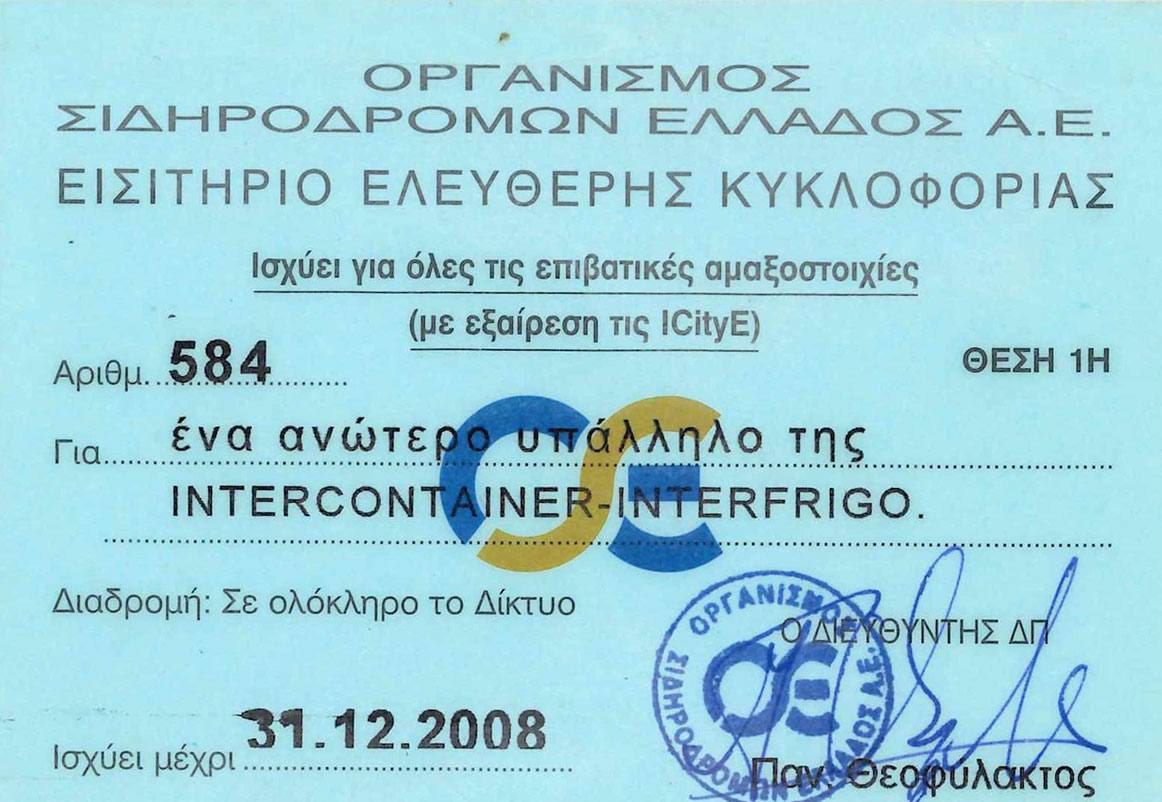 ΟΡΓΑΝΙΣΜΟΣ
ΣΙΔΗΡΟΔΡΟΜΩΝ ΕΛΛΑΔΟΣ Α.Ε.
ΕΙΣΙΤΗΡΙΟ ΕΛΕΥΘΕΡΗΣ ΚΥΚΛΟΦΟΡΙΑΣ
Ισχύει για όλες τις επιβατικές αμαξοστοιχίες
(με εξαίρεση τις ICityE)
Αριθμ. 584
ΘΕΣΗ 1Η
Για ένα ανώτερο υπάλληλο της
INTERCONTAINER-INTERFRIGO.
ΟΣΕ
Διαδρομή: Σε ολόκληρο το Δίκτυο
Ο ΔΙΕΥΘΥΝΤΗΣ ΔΠ
ΟΡΓΑΝΙΣΜΟΣ
ΣΙΔΗΡΟΔΡΟΜΩΝ ΕΛΛΑΔΟΣ Α.Ε.
ΟΣΕ
Ισχύει μέχρι 31.12.2008
Παν. Θεοφύλακτος